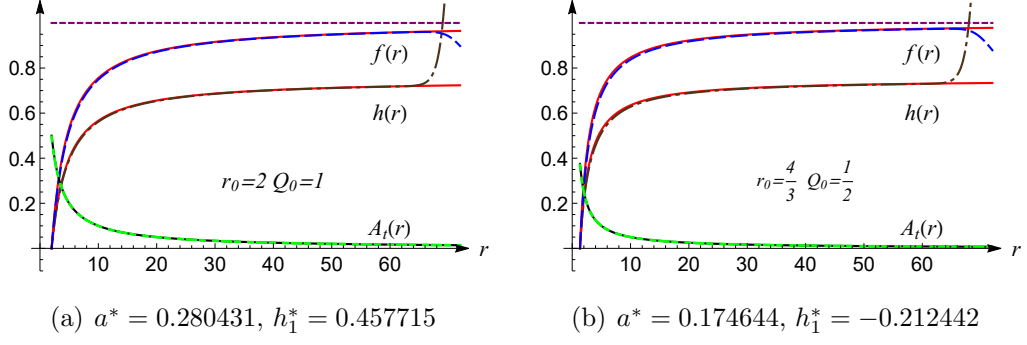 0.8
0.6
0.4
0.2
0
10 20 30 40 50 60
f(r)
h(r)
r₀=2 Q₀=1
Aₜ(r)
r
(a) a* = 0.280431, h₁* = 0.457715
0.8
0.6
0.4
0.2
0
10 20 30 40 50 60
f(r)
h(r)
r₀=4/3 Q₀=1/2
Aₜ(r)
r
(b) a* = 0.174644, h₁* = −0.212442